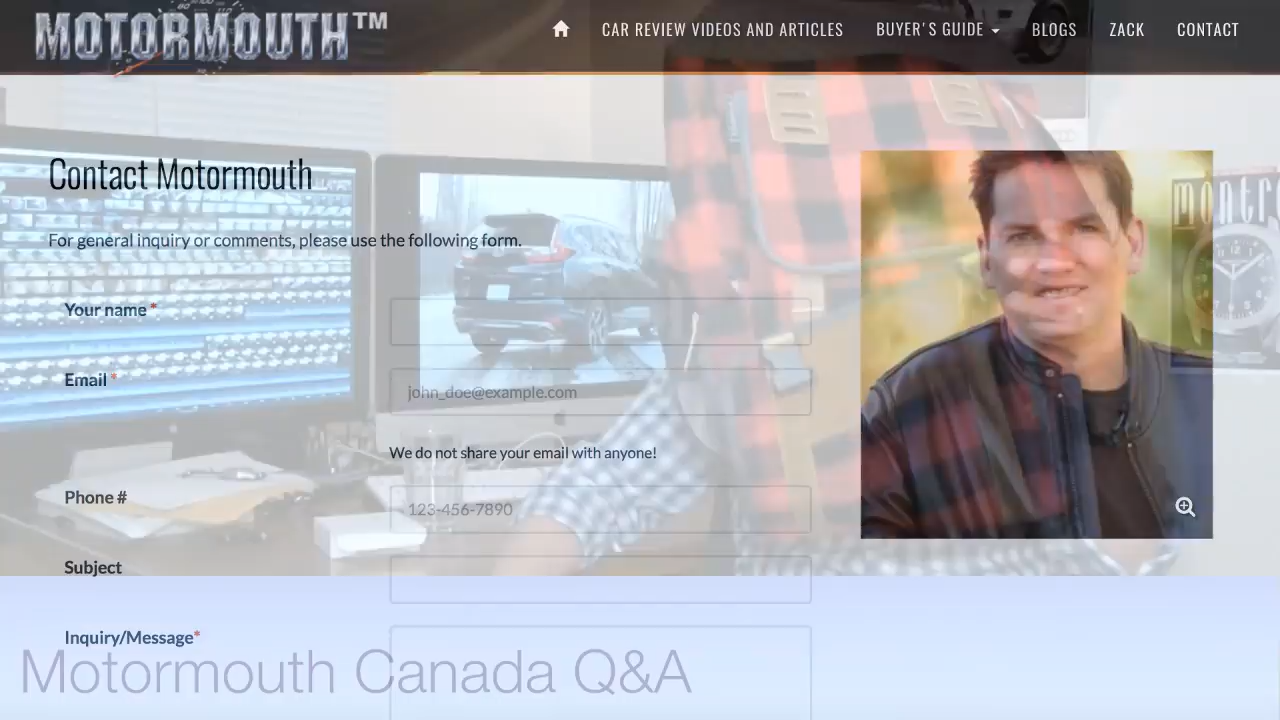 MOTORMOUTH™
CAR REVIEW VIDEOS AND ARTICLES
BUYER'S GUIDE
BLOGS
ZACK
CONTACT
Contact Motormouth
For general inquiry or comments, please use the following form.
Your name *
Email *
john_doe@example.com
We do not share your email with anyone!
Phone #
123-456-7890
Subject
Inquiry/Message*
Motormouth Canada Q&A